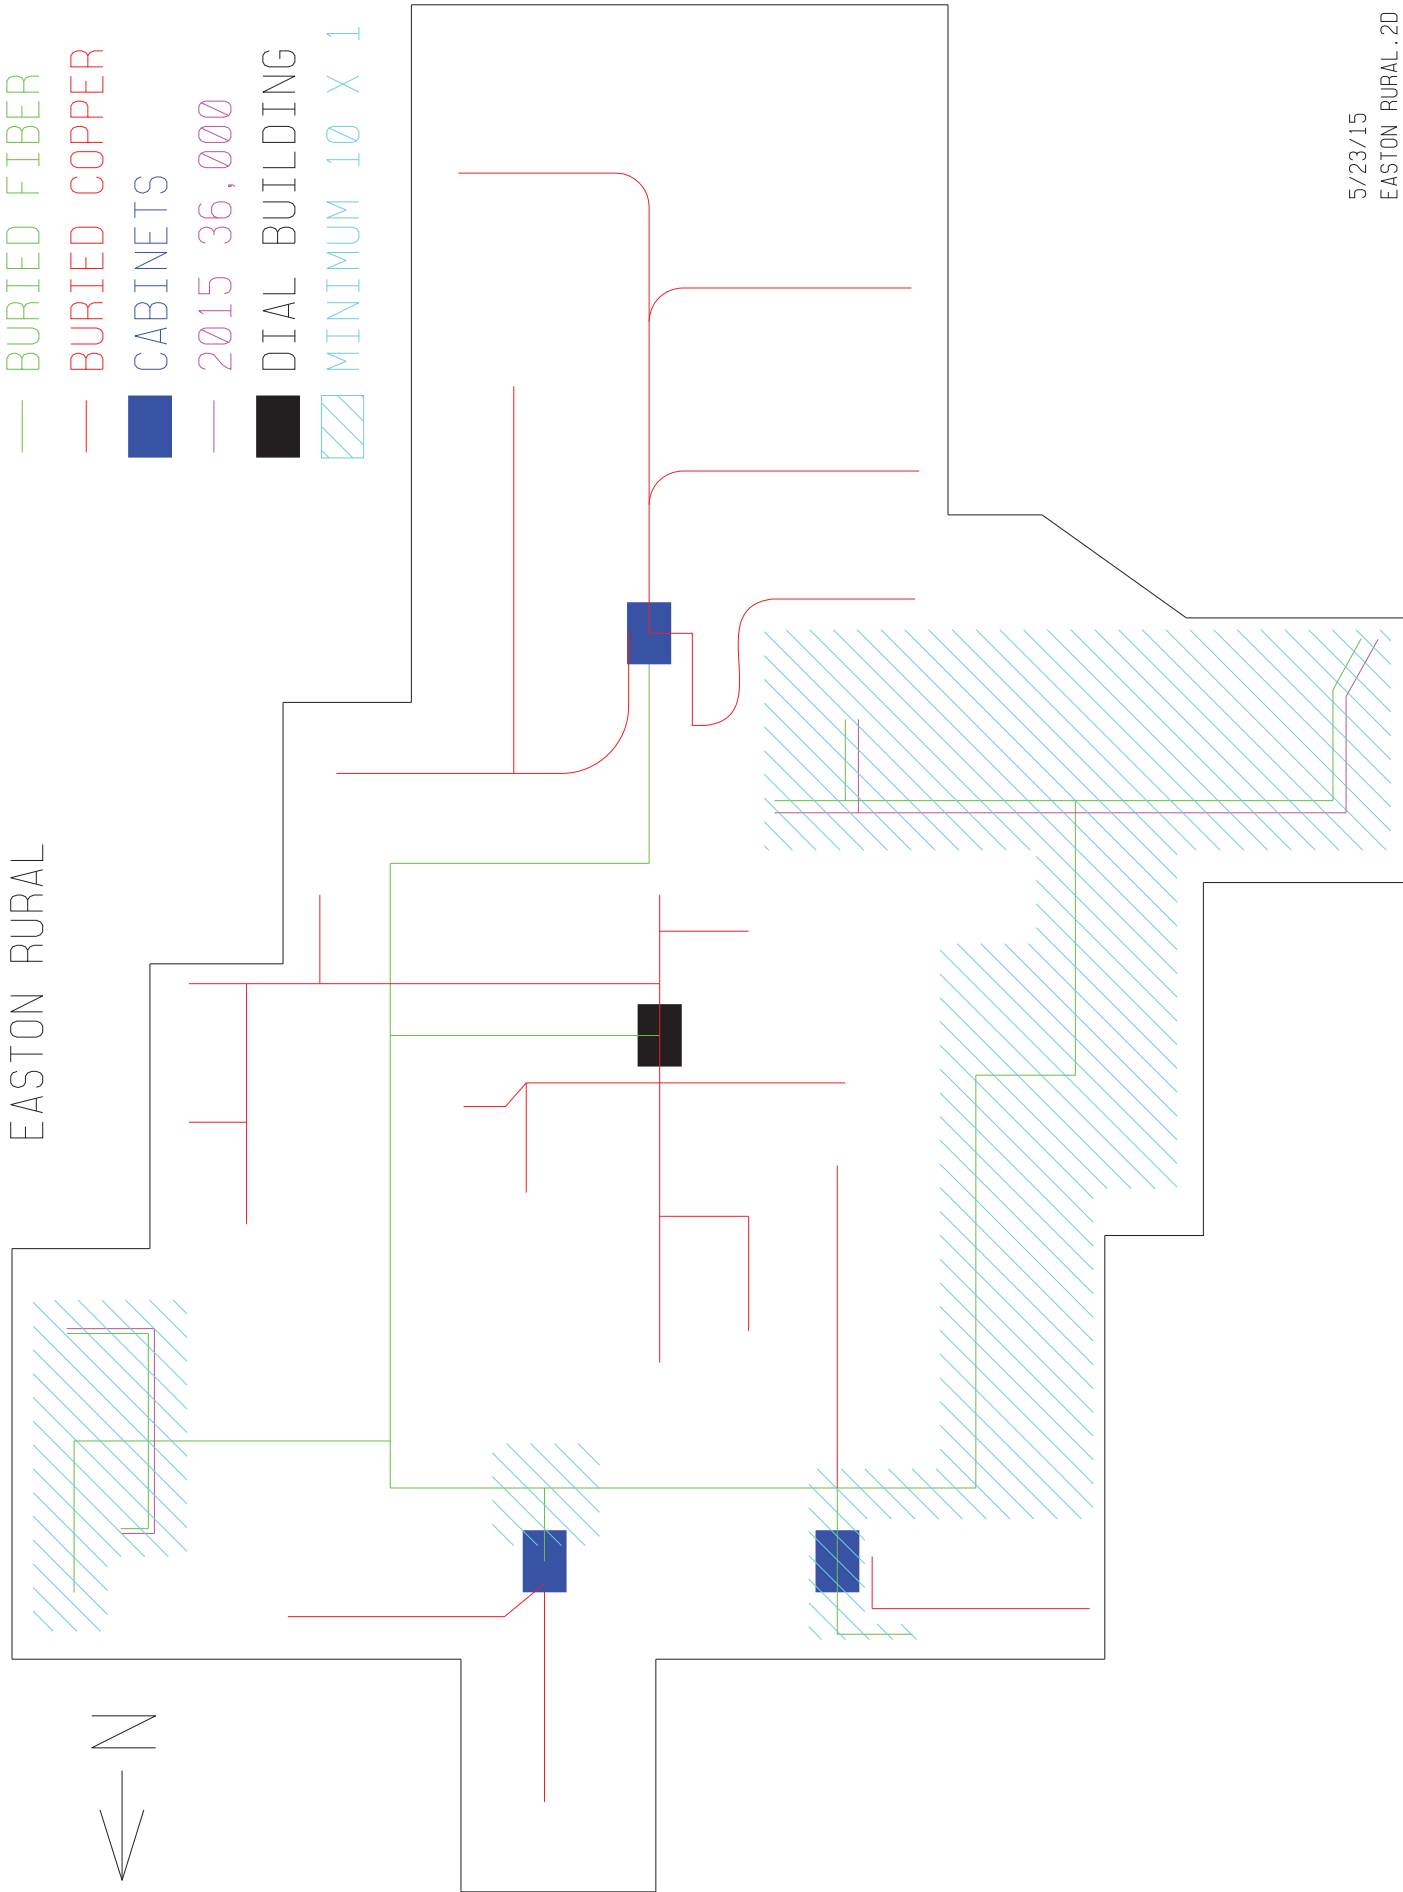 EASTON RURAL
BURIED FIBER
BURIED COPPER
CABINETS
2015 36,000
DIAL BUILDING
MINIMUM 10 X 1
N
5/23/15
EASTON RURAL.2D